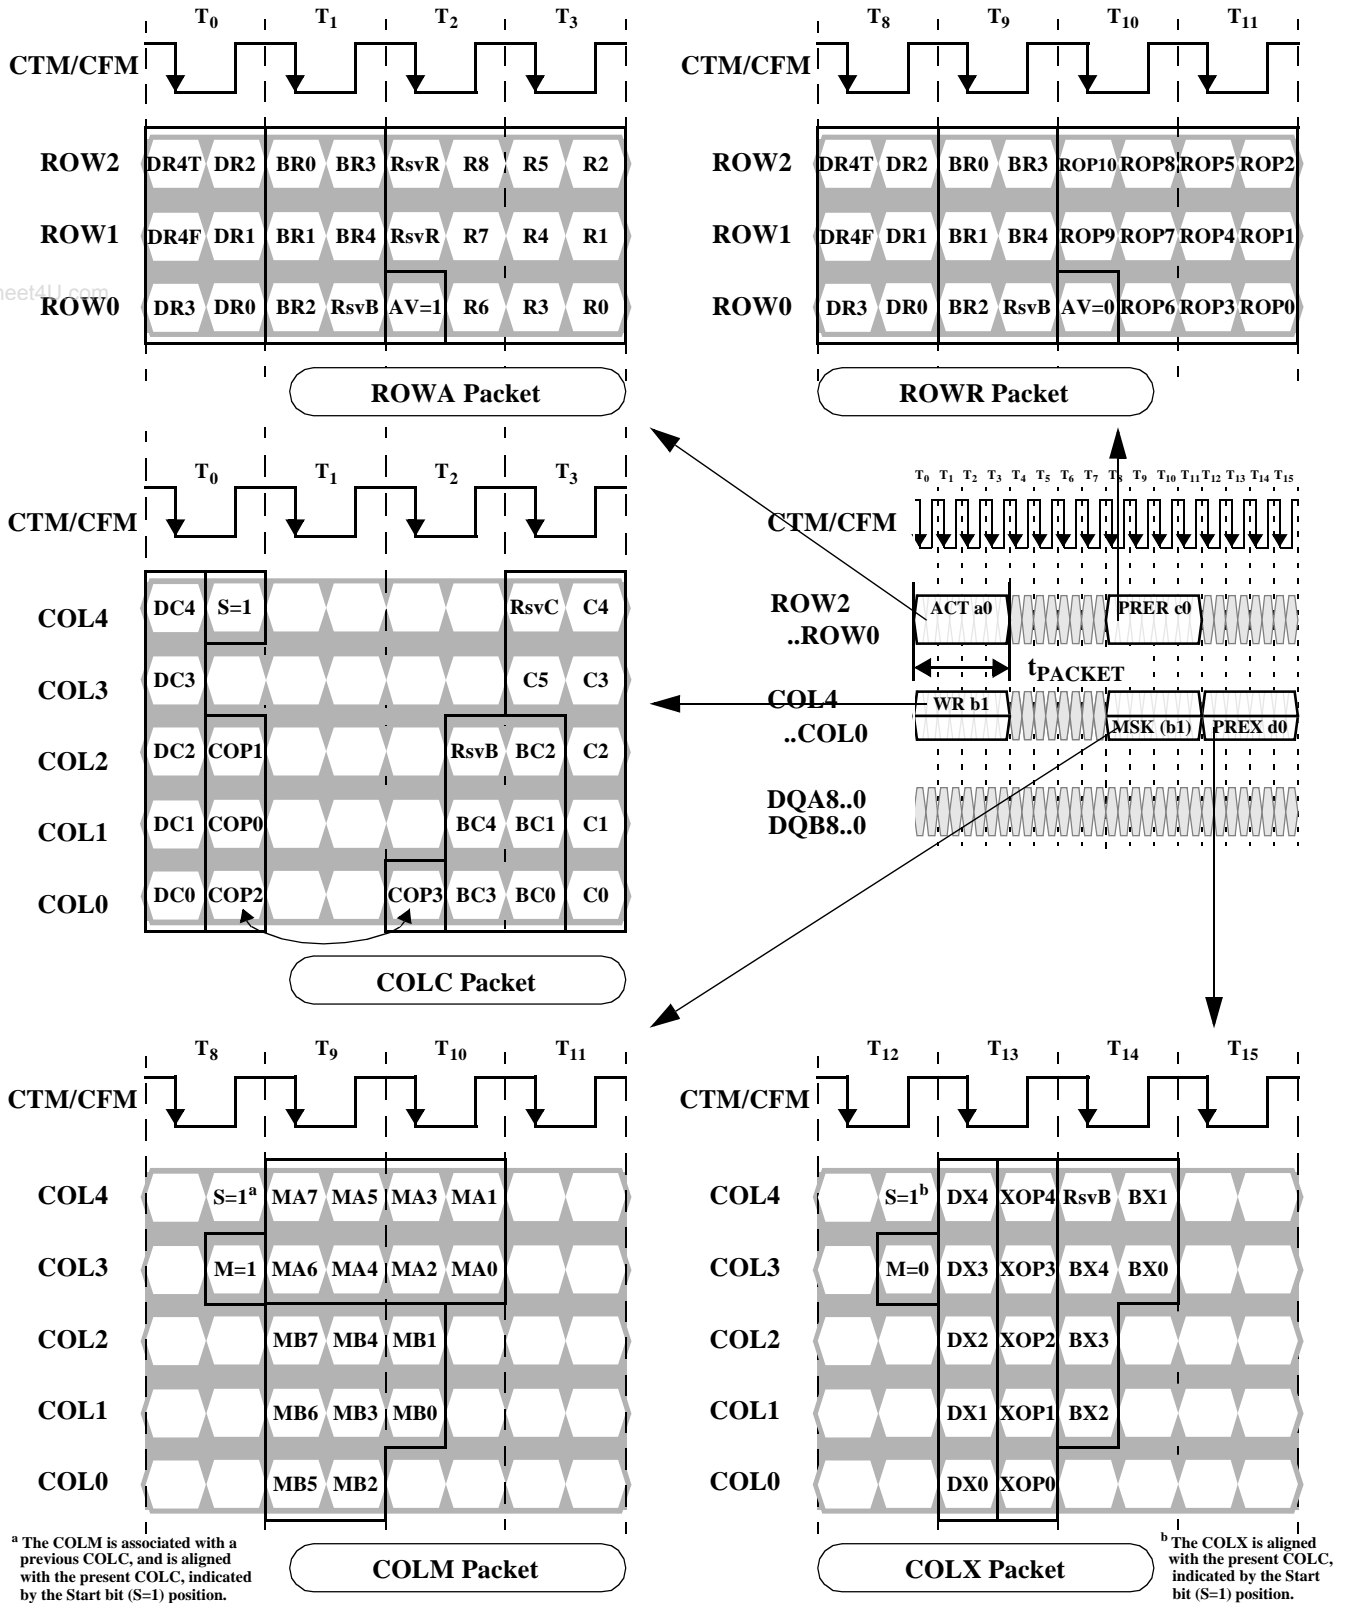 T0 T1 T2 T3
CTM/CFM
ROW2 DR4T DR2 BR0 BR3 RsvR R8 R5 R2
ROW1 DR4F DR1 BR1 BR4 RsvR R7 R4 R1
ROW0 DR3 DR0 BR2 RsvB AV=1 R6 R3 R0
ROWA Packet
T8 T9 T10 T11
CTM/CFM
ROW2 DR4T DR2 BR0 BR3 ROP10 ROP8 ROP5 ROP2
ROW1 DR4F DR1 BR1 BR4 ROP9 ROP7 ROP4 ROP1
ROW0 DR3 DR0 BR2 RsvB AV=0 ROP6 ROP3 ROP0
ROWR Packet
T0 T1 T2 T3
CTM/CFM
COL4 DC4 S=1 RsvC C4
COL3 DC3 C5 C3
COL2 DC2 COP1 RsvB BC2 C2
COL1 DC1 COP0 BC4 BC1 C1
COL0 DC0 COP2 COP3 BC3 BC0 C0
COLC Packet
T0 T1 T2 T3 T4 T5 T6 T7 T8 T9 T10 T11 T12 T13 T14 T15
CTM/CFM
ROW2 ACT a0 PRER c0
..ROW0
tPACKET
COL4 WR b1
..COL0 MSK (b1) PREX d0
DQA8..0
DQB8..0
T8 T9 T10 T11
CTM/CFM
COL4 S=1a MA7 MA5 MA3 MA1
COL3 M=1 MA6 MA4 MA2 MA0
COL2 MB7 MB4 MB1
COL1 MB6 MB3 MB0
COL0 MB5 MB2
COLM Packet
a The COLM is associated with a
previous COLC, and is aligned
with the present COLC, indicated
by the Start bit (S=1) position.
T12 T13 T14 T15
CTM/CFM
COL4 S=1b DX4 XOP4 RsvB BX1
COL3 M=0 DX3 XOP3 BX4 BX0
COL2 DX2 XOP2 BX3
COL1 DX1 XOP1 BX2
COL0 DX0 XOP0
COLX Packet
b The COLX is aligned
with the present COLC,
indicated by the Start
bit (S=1) position.